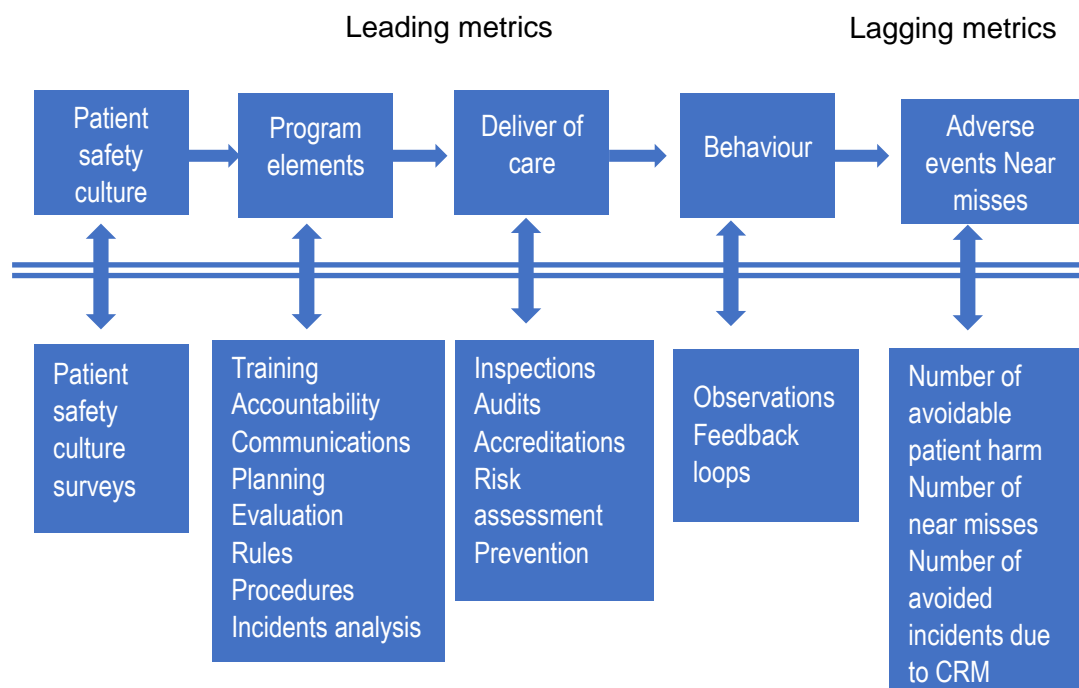 Leading metrics
Lagging metrics
Patient
safety
culture
Program
elements
Deliver of
care
Behaviour
Adverse
events Near
misses
Patient
safety
culture
surveys
Training
Accountability
Communications
Planning
Evaluation
Rules
Procedures
Incidents analysis
Inspections
Audits
Accreditations
Risk
assessment
Prevention
Observations
Feedback
loops
Number of
avoidable
patient harm
Number of
near misses
Number of
avoided
incidents due
to CRM